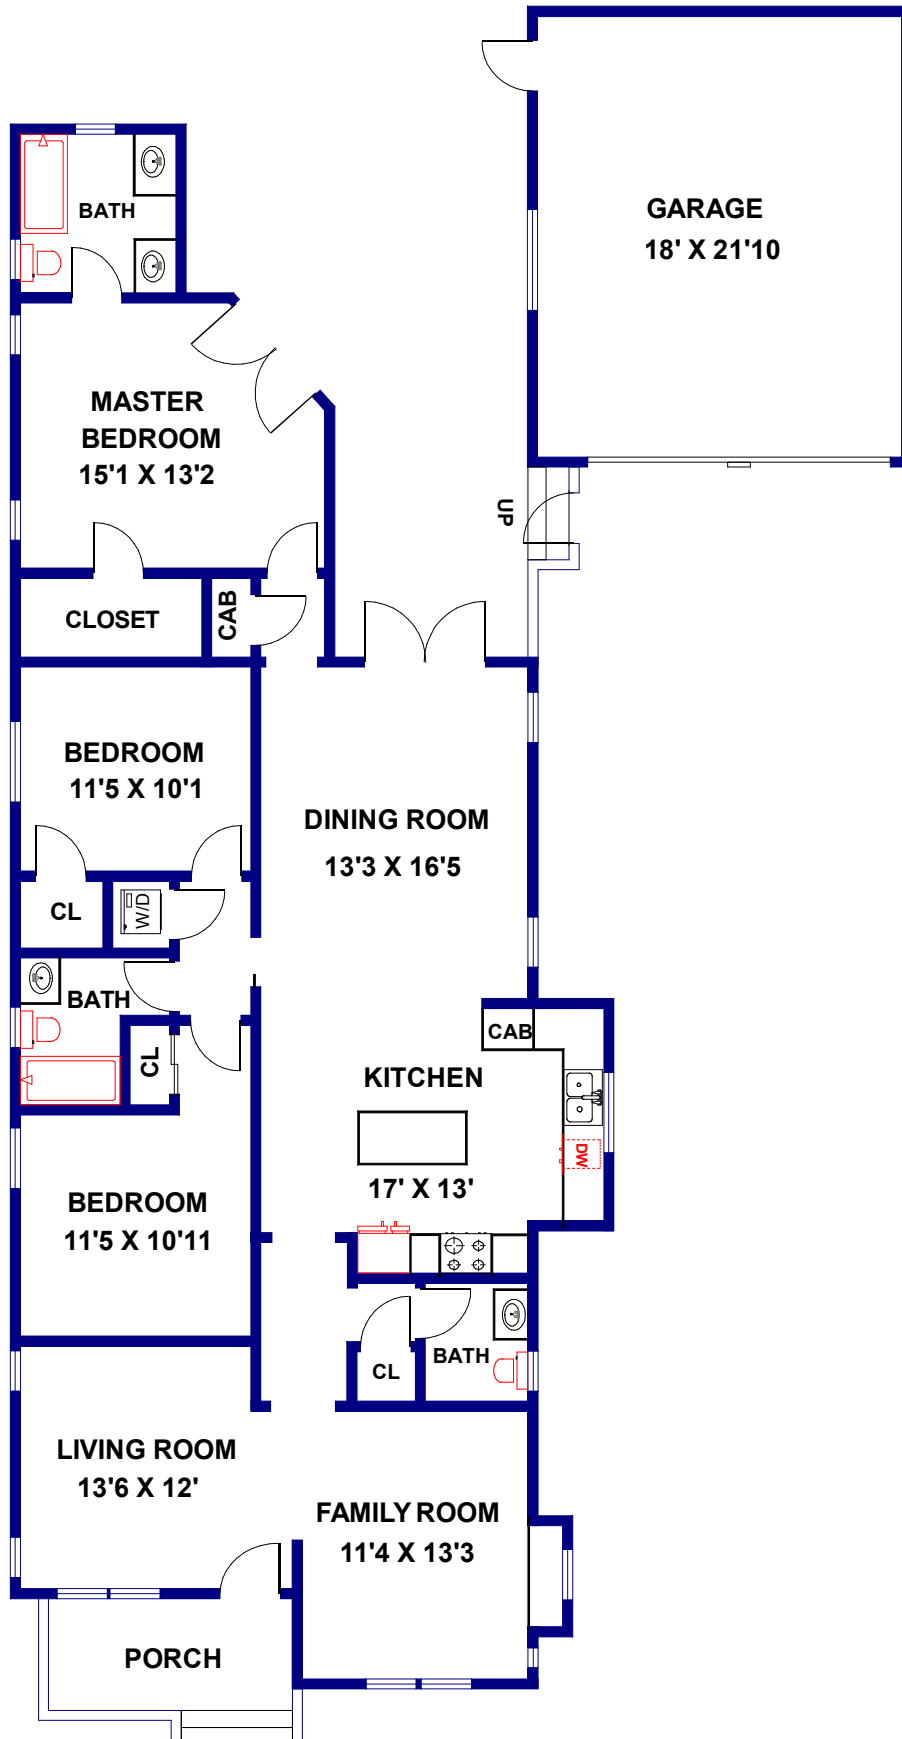 GARAGE
18' X 21'10
BATH
MASTER
BEDROOM
15'1 X 13'2
UP
CLOSET
CAB
BEDROOM
11'5 X 10'1
DINING ROOM
13'3 X 16'5
CL
W/D
BATH
CAB
CL
KITCHEN
DW
17' X 13'
BEDROOM
11'5 X 10'11
BATH
CL
LIVING ROOM
13'6 X 12'
FAMILY ROOM
11'4 X 13'3
PORCH